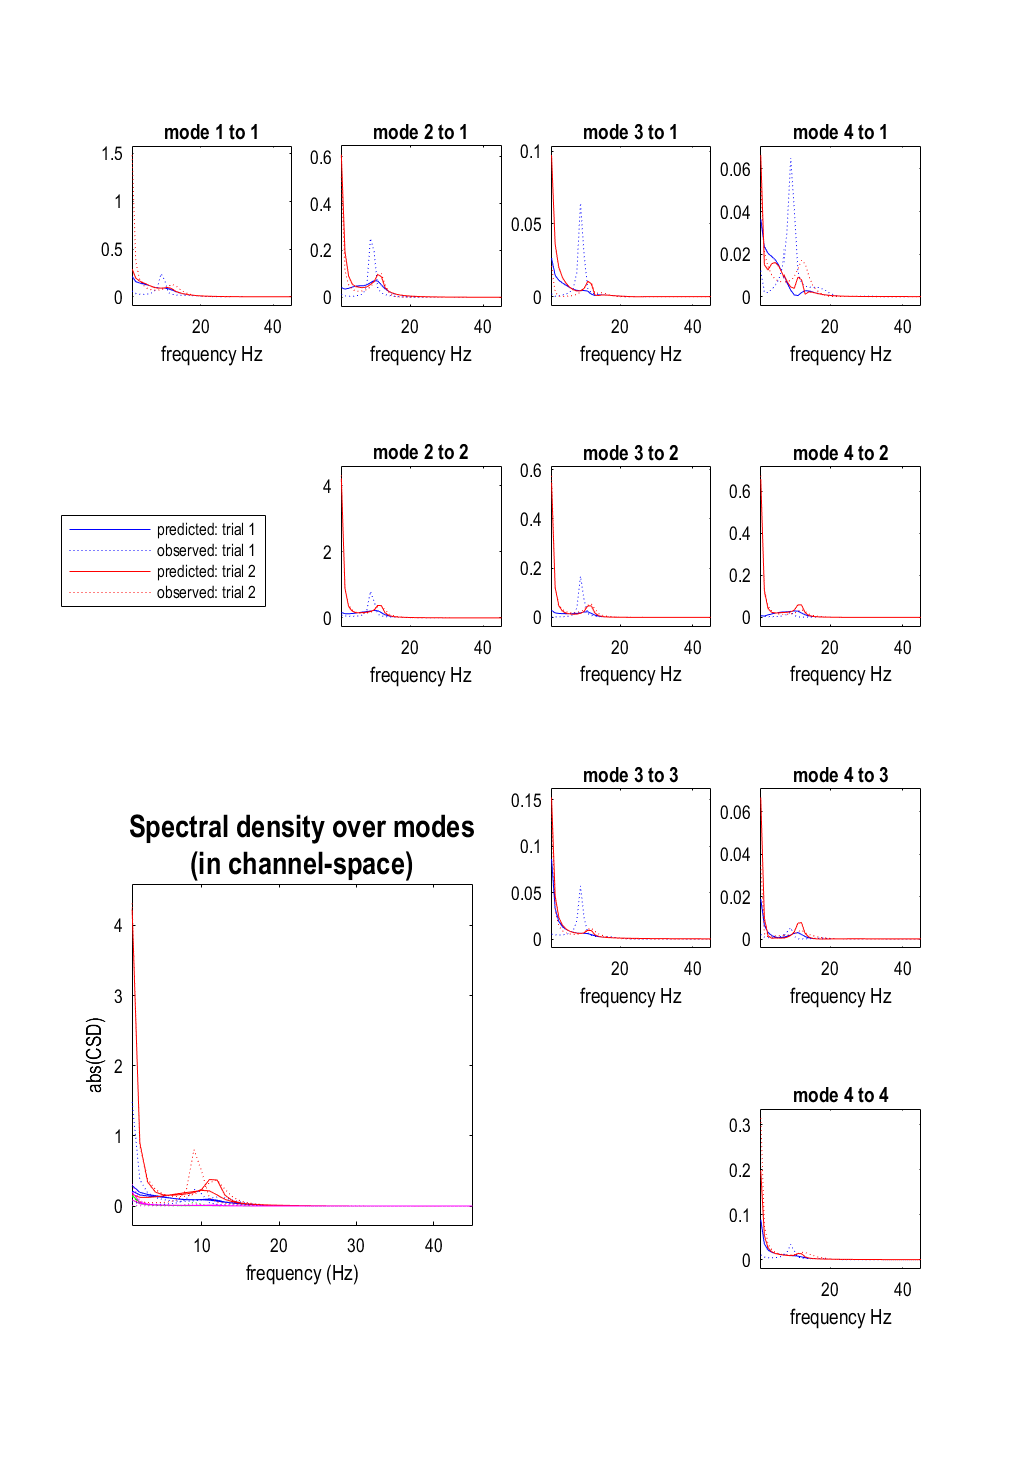 mode 1 to 1
mode 2 to 1
mode 3 to 1
mode 4 to 1
1.5
1
0.5
0
20
40
frequency Hz
0.6
0.4
0.2
0
20
40
frequency Hz
0.1
0.05
0
20
40
frequency Hz
0.06
0.04
0.02
0
20
40
frequency Hz
mode 2 to 2
mode 3 to 2
mode 4 to 2
4
2
0
20
40
frequency Hz
0.6
0.4
0.2
0
20
40
frequency Hz
0.6
0.4
0.2
0
20
40
frequency Hz
predicted: trial 1
observed: trial 1
predicted: trial 2
observed: trial 2
mode 3 to 3
mode 4 to 3
0.15
0.1
0.05
0
20
40
frequency Hz
0.06
0.04
0.02
0
20
40
frequency Hz
Spectral density over modes
(in channel-space)
abs(CSD)
4
3
2
1
0
10
20
30
40
frequency (Hz)
mode 4 to 4
0.3
0.2
0.1
0
20
40
frequency Hz